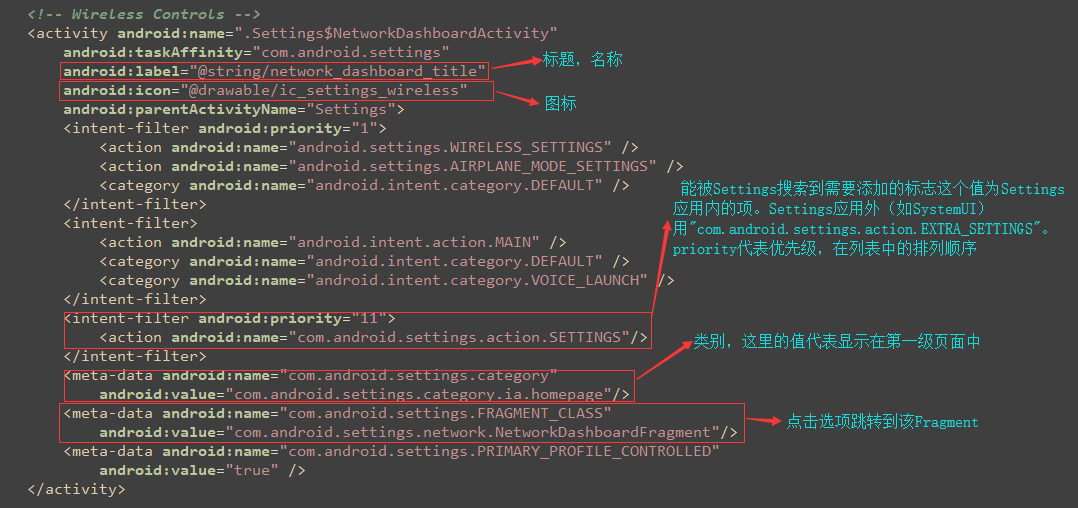 <!-- Wireless Controls -->
<activity android:name=".Settings$NetworkDashboardActivity"
android:taskAffinity="com.android.settings"
android:label="@string/network_dashboard_title"
标题，名称
android:icon="@drawable/ic_settings_wireless"
图标
android:parentActivityName="Settings">
<intent-filter android:priority="1">
<action android:name="android.settings.WIRELESS_SETTINGS" />
<action android:name="android.settings.AIRPLANE_MODE_SETTINGS" />
<category android:name="android.intent.category.DEFAULT" />
</intent-filter>
<intent-filter>
<action android:name="android.intent.action.MAIN" />
<category android:name="android.intent.category.DEFAULT" />
<category android:name="android.intent.category.VOICE_LAUNCH" />
</intent-filter>
能被Settings搜索到需要添加的标志这个值为Settings
应用内的项。Settings应用外（如SystemUI）
用"com.android.settings.action.EXTRA_SETTINGS"。
priority代表优先级，在列表中的排列顺序
<intent-filter android:priority="11">
<action android:name="com.android.settings.action.SETTINGS"/>
</intent-filter>
类别，这里的值代表显示在第一级页面中
<meta-data android:name="com.android.settings.category"
android:value="com.android.settings.category.ia.homepage"/>
<meta-data android:name="com.android.settings.FRAGMENT_CLASS"
android:value="com.android.settings.network.NetworkDashboardFragment"/>
点击选项跳转到该Fragment
<meta-data android:name="com.android.settings.PRIMARY_PROFILE_CONTROLLED"
android:value="true" />
</activity>